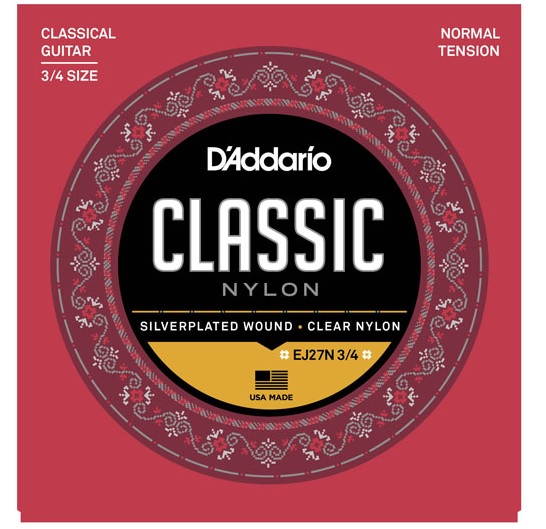 CLASSICAL
GUITAR
3/4 SIZE
NORMAL
TENSION
D'Addario
CLASSIC
NYLON
SILVERPLATED WOUND • CLEAR NYLON
EJ27N 3/4
USA MADE